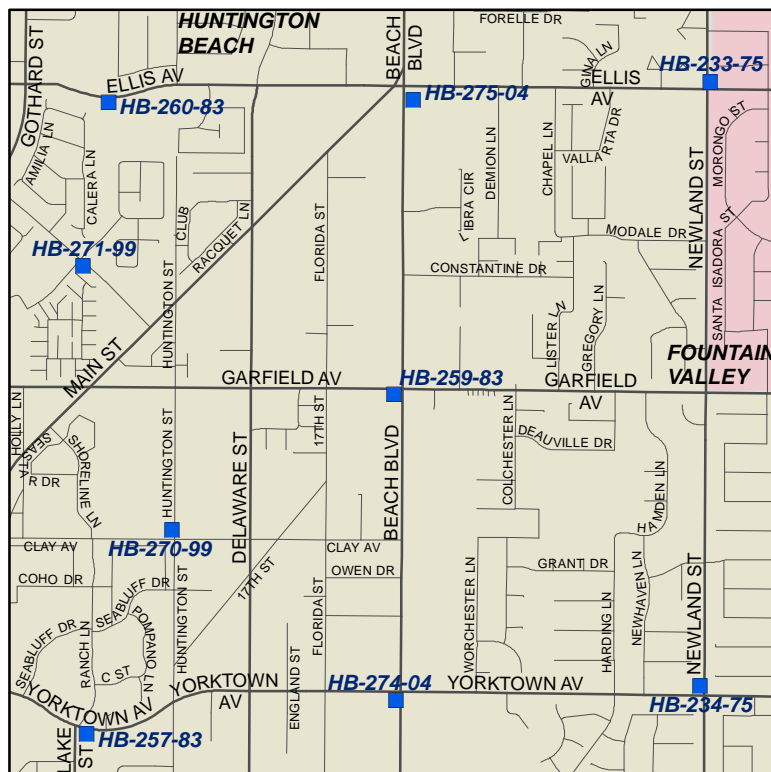 FORELLE DR
HUNTINGTON
BEACH
BEACH
BLVD
GOTHARD ST
GINA LN
HB-233-75
ELLIS AV
ELLIS
AV
HB-260-83
HB-275-04
AMILIA LN
CALERA LN
CLUB
RACQUET LN
FLORIDA ST
LIBRA CIR
DEMION LN
CHAPEL LN
VALLARTA DR
NEWLAND ST
MORONGO ST
MODALE DR
HB-271-99
HUNTINGTON ST
CONSTANTINE DR
SANTA ISADORA ST
LISTER LN
GREGORY LN
MAIN ST
FOUNTAIN
VALLEY
GARFIELD AV
HB-259-83
GARFIELD
AV
HOLLY LN
SEASTA
R DR
SHORELINE LN
HUNTINGTON ST
DELAWARE ST
17TH ST
BEACH BLVD
COLCHESTER LN
DEAUVILLE DR
HAMDEN LN
HB-270-99
CLAY AV
CLAY AV
COHO DR
SEABLUFF DR
17TH ST
OWEN DR
GRANT DR
SEABLUFF DR
RANCH LN
POMPANO LN
C ST
HUNTINGTON ST
FLORIDA ST
ENGLAND ST
WORCHESTER LN
HARDING LN
NEWHAVEN LN
NEWLAND ST
YORKTOWN AV
YORKTOWN
AV
HB-274-04
YORKTOWN AV
HB-234-75
HB-257-83
LAKE
ST